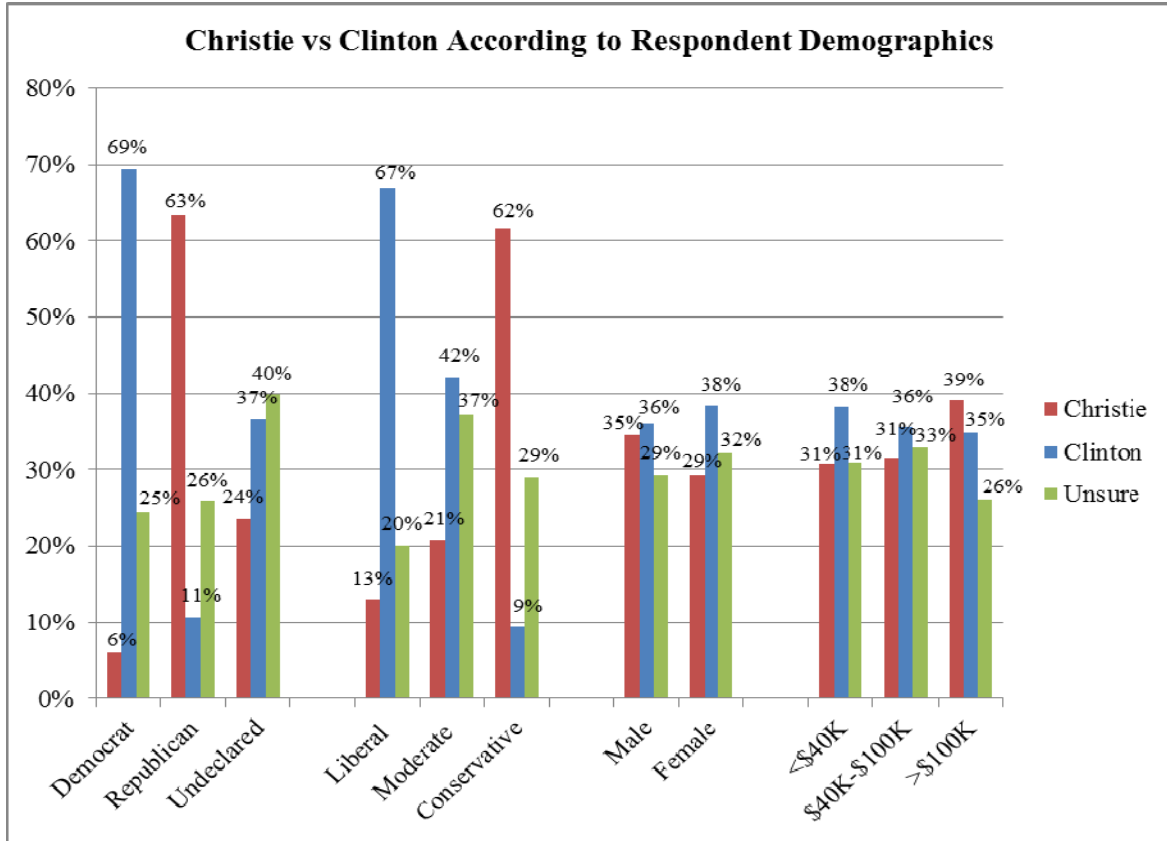 Christie vs Clinton According to Respondent Demographics
80%
70%
60%
50%
40%
30%
20%
10%
0%
6%
69%
25%
63%
11%
26%
24%
37%
40%
13%
67%
20%
21%
42%
37%
62%
9%
29%
35%
36%
29%
29%
38%
32%
31%
38%
31%
31%
36%
33%
39%
35%
26%
Democrat
Republican
Undeclared
Liberal
Moderate
Conservative
Male
Female
<$40K
$40K-$100K
>$100K
Christie
Clinton
Unsure